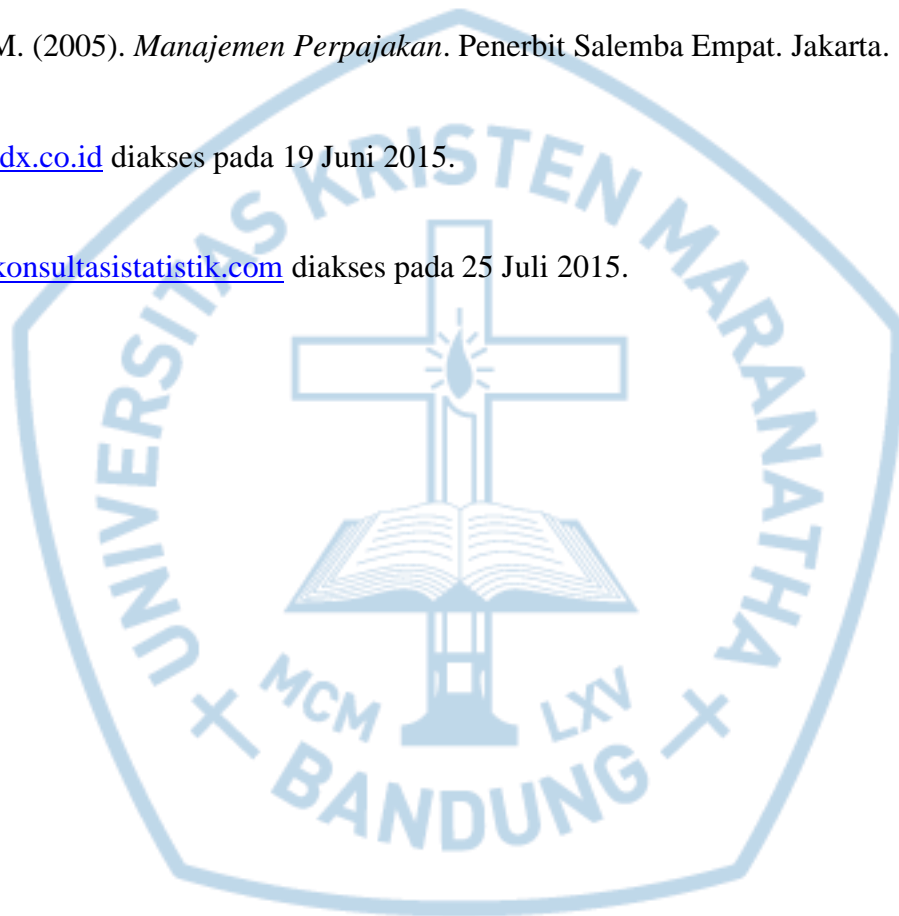 M. (2005). Manajemen Perpajakan. Penerbit Salemba Empat. Jakarta.
dx.co.id diakses pada 19 Juni 2015.
konsultasistatistik.com diakses pada 25 Juli 2015.
UNIVERSITAS KRISTEN MARANATHA
MCM LXV
BANDUNG